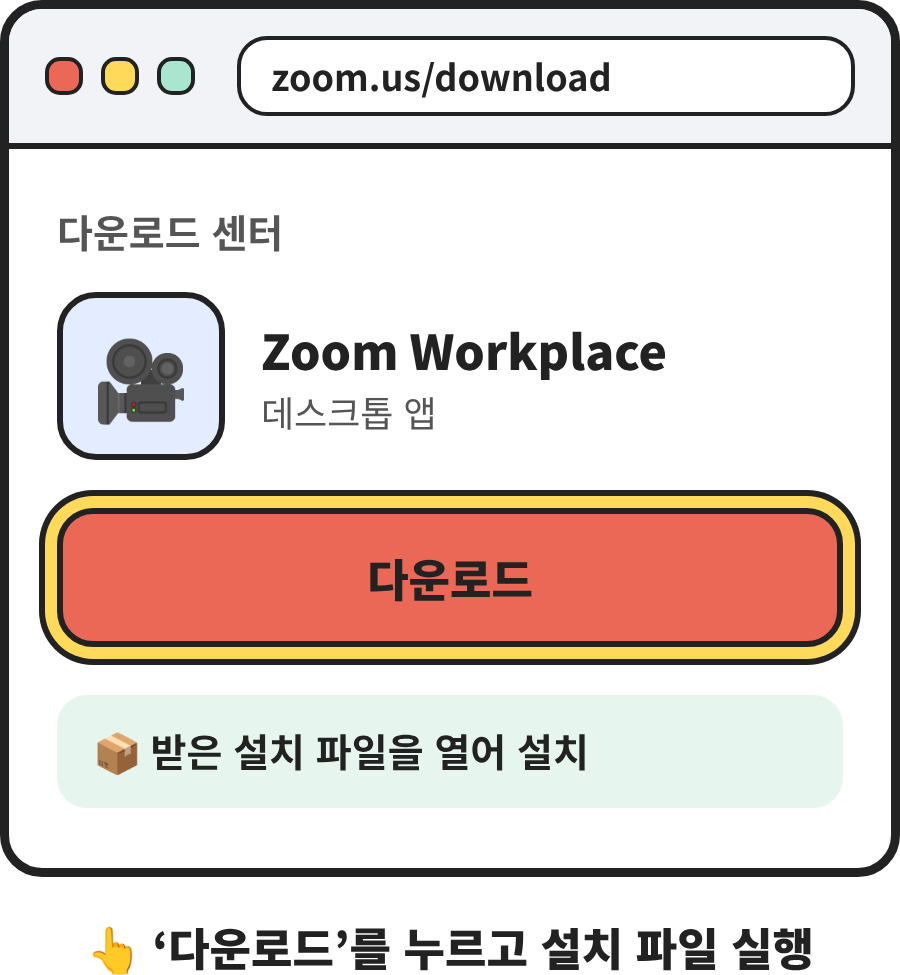 zoom.us/download
다운로드 센터
Zoom Workplace
데스크톱 앱
다운로드
📦 받은 설치 파일을 열어 설치
👆 ‘다운로드’를 누르고 설치 파일 실행